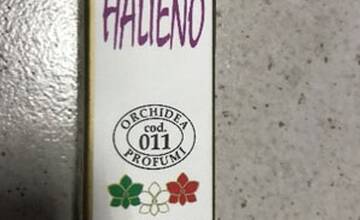 HALIENO
ORCHIDEA
cod.
011
PROFUMI